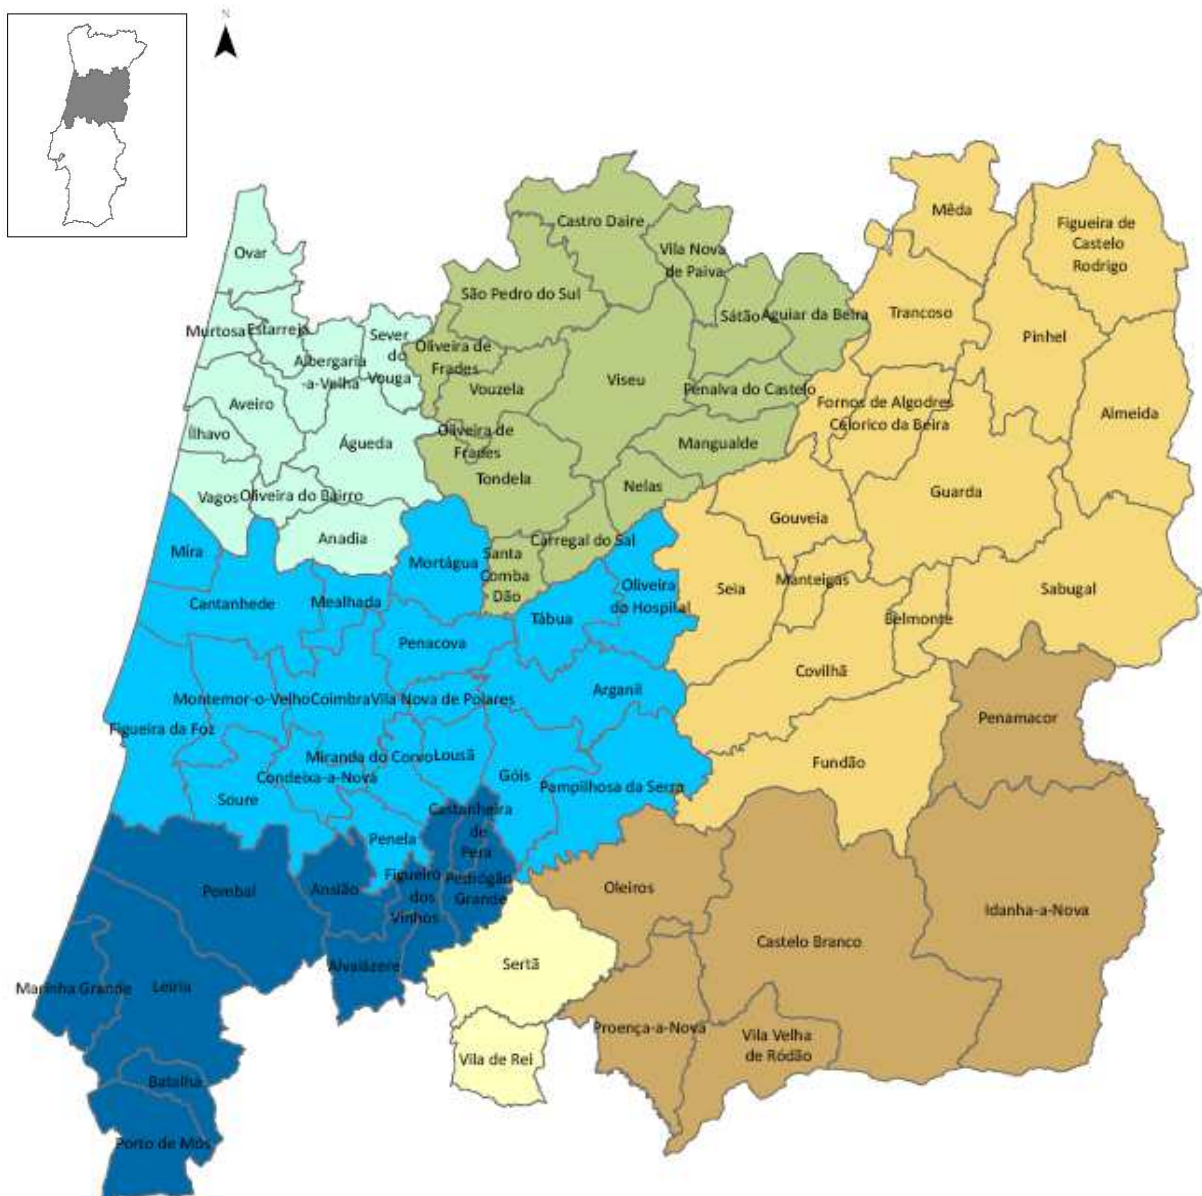 N
Ovar
Murtosa
Estarreja
Albergaria
-a-Velha
Sever
do
Vouga
Aveiro
Ílhavo
Águeda
Vagos
Oliveira do Bairro
Anadia
Castro Daire
Vila Nova
de Paiva
São Pedro do Sul
Sátão
Aguiar da Beira
Oliveira de
Frades
Vouzela
Viseu
Penalva do Castelo
Oliveira de
Frades
Mangualde
Tondela
Nelas
Carregal do Sal
Santa
Comba
Dão
Mêda
Figueira de
Castelo
Rodrigo
Trancoso
Pinhel
Almeida
Fornos de Algodres
Celorico da Beira
Guarda
Gouveia
Seia
Manteigas
Sabugal
Belmonte
Covilhã
Fundão
Mira
Mortágua
Cantanhede
Mealhada
Oliveira
do Hospital
Tábua
Penacova
Arganil
Montemor-o-Velho
Coimbra
Vila Nova de Poiares
Figueira da Foz
Miranda do Corvo
Lousã
Condeixa-a-Nova
Góis
Pampilhosa da Serra
Soure
Penela
Castanheira
de
Pera
Pedrógão
Grande
Figueiró
dos
Vinhos
Pombal
Ansião
Alvaiázere
Marinha Grande
Leiria
Batalha
Porto de Mós
Sertã
Vila de Rei
Penamacor
Oleiros
Castelo Branco
Idanha-a-Nova
Proença-a-Nova
Vila Velha
de Ródão